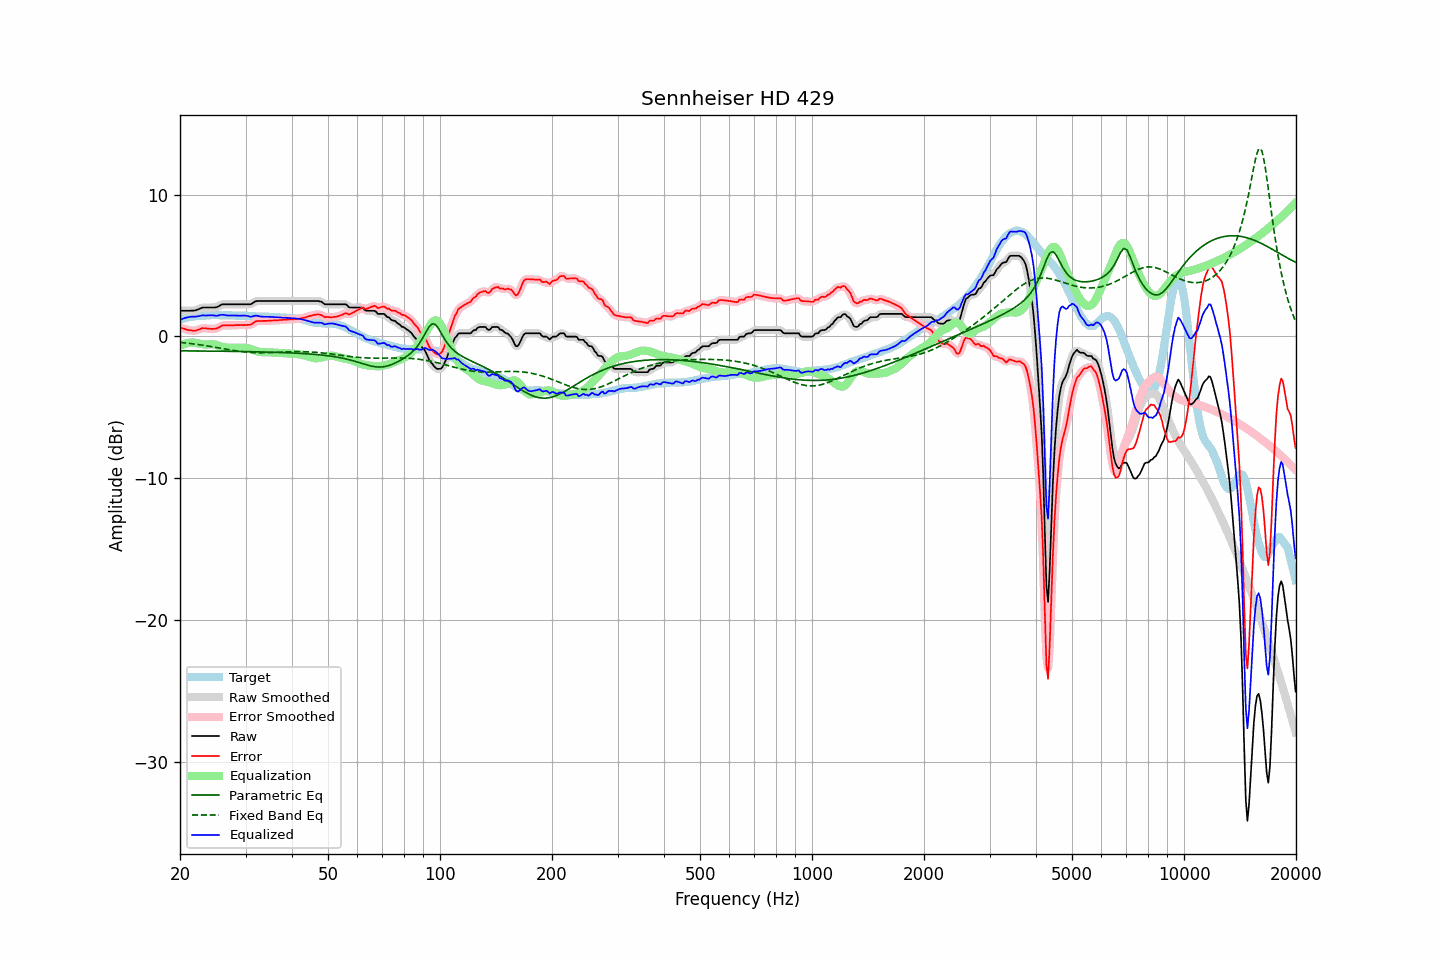 Sennheiser HD 429
Amplitude (dBr)
10
0
−10
−20
−30
Target
Raw Smoothed
Error Smoothed
Raw
Error
Equalization
Parametric Eq
Fixed Band Eq
Equalized
20 50 100 200 500 1000 2000 5000 10000 20000
Frequency (Hz)